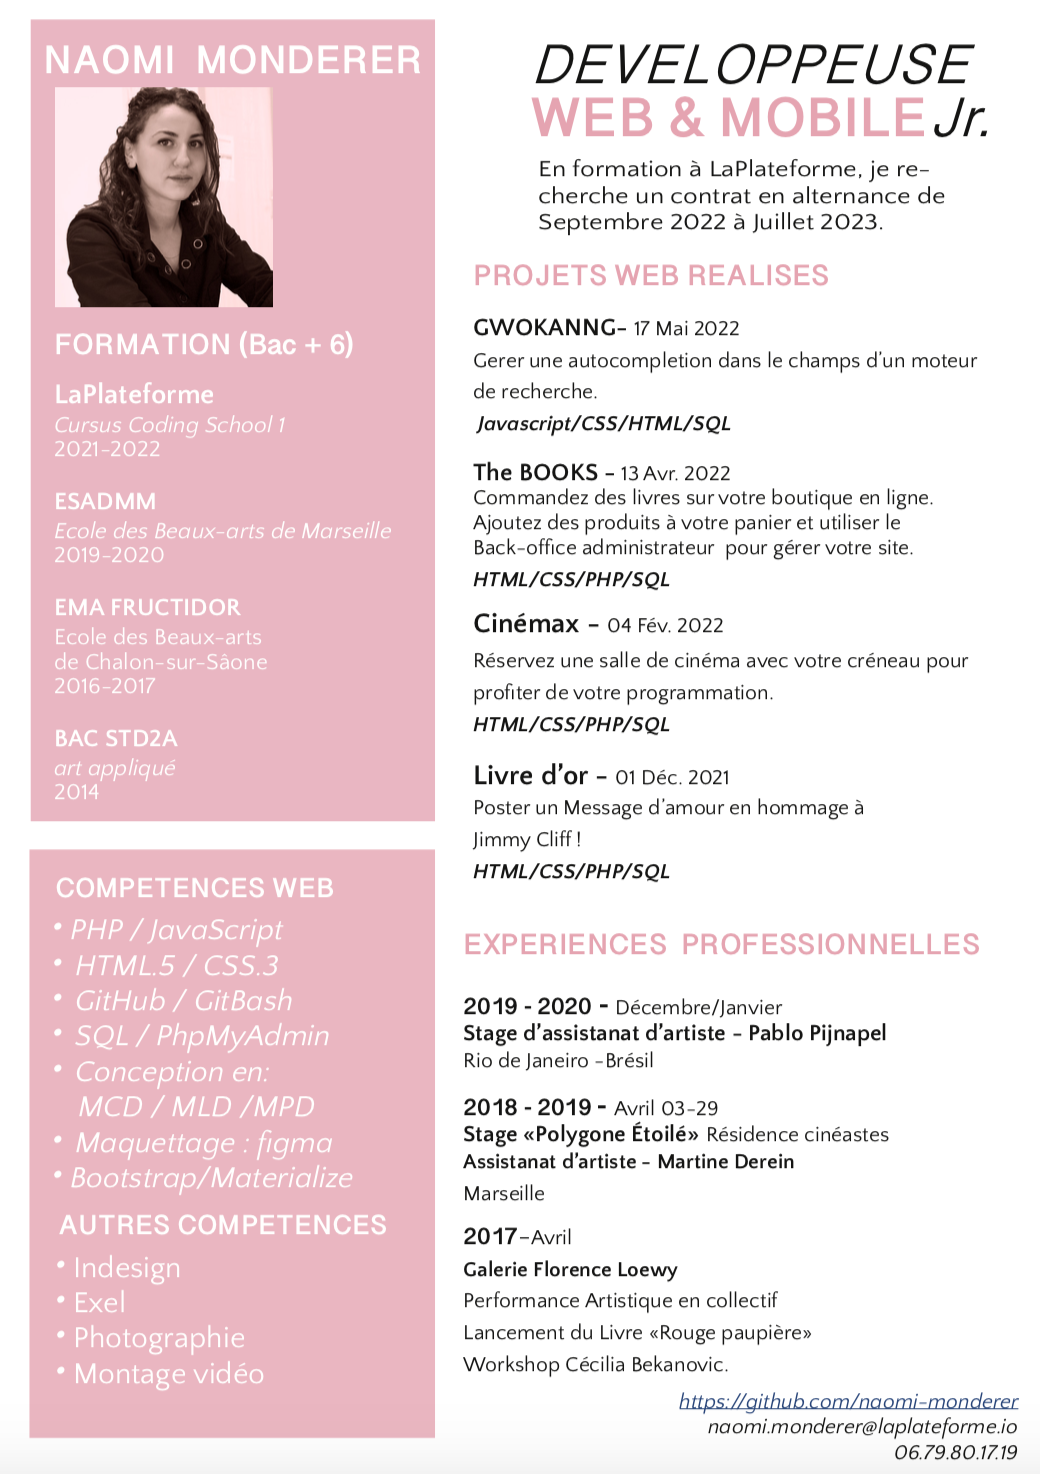 NAOMI MONDERER
FORMATION (Bac + 6)
LaPlateforme
Cursus Coding School 1
2021-2022
ESADMM
Ecole des Beaux-arts de Marseille
2019-2020
EMA FRUCTIDOR
Ecole des Beaux-arts
de Chalon-sur-Sâone
2016-2017
BAC STD2A
art appliqué
2014
COMPETENCES WEB
• PHP / JavaScript
• HTML.5 / CSS.3
• GitHub / GitBash
• SQL / PhpMyAdmin
• Conception en:
MCD / MLD /MPD
• Maquettage : figma
• Bootstrap/Materialize
AUTRES COMPETENCES
• Indesign
• Exel
• Photographie
• Montage vidéo
DEVELOPPEUSE
WEB & MOBILE Jr.
En formation à LaPlateforme, je re-
cherche un contrat en alternance de
Septembre 2022 à Juillet 2023.
PROJETS WEB REALISES
GWOKANNG- 17 Mai 2022
Gerer une autocompletion dans le champs d'un moteur
de recherche.
Javascript/CSS/HTML/SQL
The BOOKS - 13 Avr. 2022
Commandez des livres sur votre boutique en ligne.
Ajoutez des produits à votre panier et utiliser le
Back-office administrateur pour gérer votre site.
HTML/CSS/PHP/SQL
Cinémax - 04 Fév. 2022
Réservez une salle de cinéma avec votre créneau pour
profiter de votre programmation.
HTML/CSS/PHP/SQL
Livre d'or - 01 Déc. 2021
Poster un Message d'amour en hommage à
Jimmy Cliff !
HTML/CSS/PHP/SQL
EXPERIENCES PROFESSIONNELLES
2019 - 2020 - Décembre/Janvier
Stage d'assistanat d'artiste - Pablo Pijnapel
Rio de Janeiro -Brésil
2018 - 2019 - Avril 03-29
Stage «Polygone Étoilé» Résidence cinéastes
Assistanat d'artiste - Martine Derein
Marseille
2017-Avril
Galerie Florence Loewy
Performance Artistique en collectif
Lancement du Livre «Rouge paupière»
Workshop Cécilia Bekanovic.
https://github.com/naomi-monderer
naomi.monderer@laplateforme.io
06.79.80.17.19